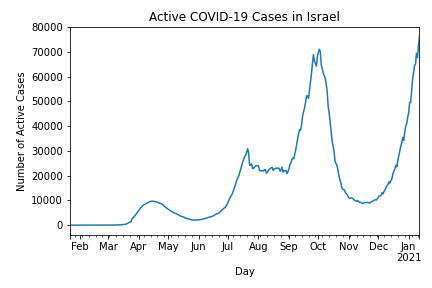 Active COVID-19 Cases in Israel
80000
70000
60000
50000
40000
30000
20000
10000
0
Number of Active Cases
Feb Mar Apr May Jun Jul Aug Sep Oct Nov Dec Jan
2021
Day